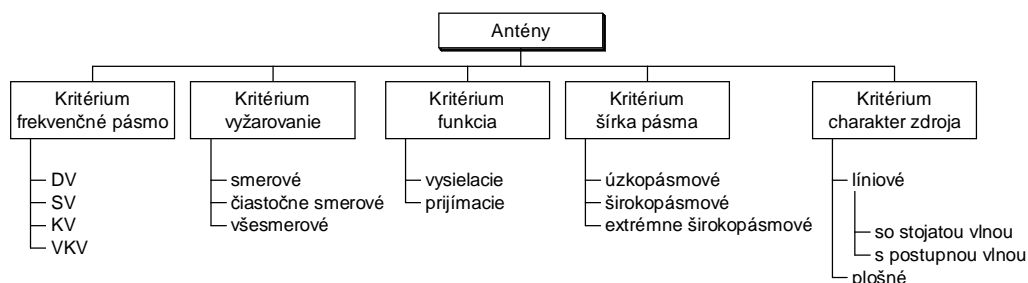 Antény
Kritérium
frekvenčné pásmo
DV
SV
KV
VKV
Kritérium
vyžarovanie
smerové
čiastočne smerové
všesmerové
Kritérium
funkcia
vysielacie
prijímacie
Kritérium
šírka pásma
úzkopásmové
širokopásmové
extrémne širokopásmové
Kritérium
charakter zdroja
líniové
so stojatou vlnou
s postupnou vlnou
plošné